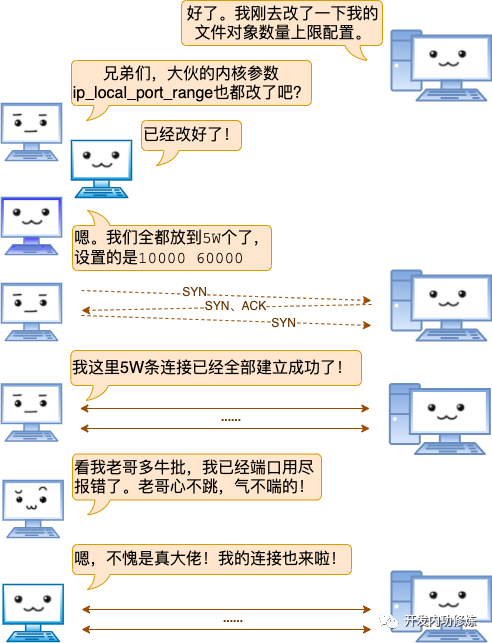 好了。我刚去改了一下我的
文件对象数量上限配置。
兄弟们，大伙的内核参数
ip_local_port_range也都改了吧？
已经改好了！
嗯。我们全都放到5W个了，
设置的是10000 60000
SYN
SYN、ACK
SYN
我这里5W条连接已经全部建立成功了！
......
看我老哥多牛批，我已经端口用尽
报错了。老哥心不跳，气不喘的！
嗯，不愧是真大佬！我的连接也来啦！
......
开发内功修炼